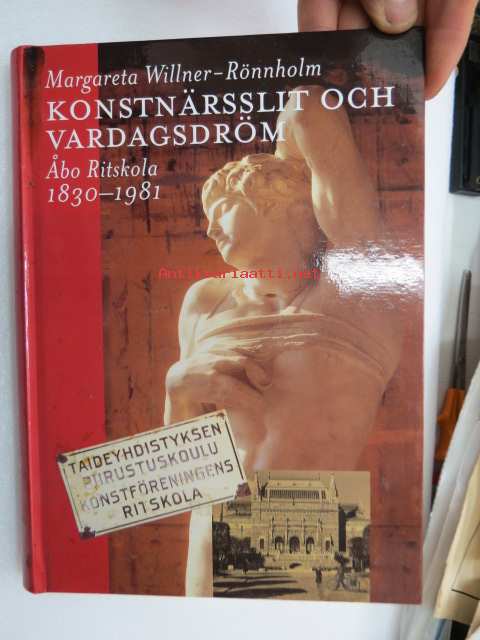 Margareta Willner–Rönnholm
KONSTNÄRSSLIT OCH
VARDAGSDRÖM
Åbo Ritskola
1830–1981
Antikvariaatti.net
TAIDEYHDISTYKSEN
PIIRUSTUSKOULU
KONSTFÖRENINGENS
RITSKOLA